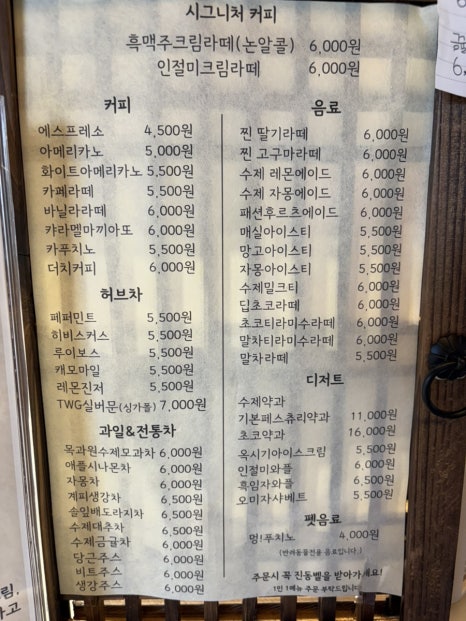 시그니처 커피
흑맥주크림라떼(논알콜) 6,000원
인절미크림라떼 6,000원
커피
에스프레소 4,500원
아메리카노 5,000원
화이트아메리카노 5,500원
카페라떼 5,500원
바닐라라떼 6,000원
캬라멜마끼아또 6,000원
카푸치노 5,500원
더치커피 6,000원
허브차
페퍼민트 5,500원
히비스커스 5,500원
루이보스 5,500원
캐모마일 5,500원
레몬진저 5,500원
TWG실버문(싱가폴) 7,000원
과일&전통차
목과원수제모과차 6,000원
애플시나몬차 6,000원
자몽차 6,000원
계피생강차 6,500원
솔잎배도라지차 6,500원
수제대추차 6,500원
수제금귤차 6,000원
당근주스 6,000원
비트주스 6,000원
생강주스 6,000원
음료
찐 딸기라떼 6,000원
찐 고구마라떼 6,000원
수제 레몬에이드 6,000원
수제 자몽에이드 6,000원
패션후르츠에이드 6,000원
매실아이스티 5,500원
망고아이스티 5,500원
자몽아이스티 5,500원
수제밀크티 6,000원
딥초코라떼 6,000원
초코티라미수라떼 6,000원
말차티라미수라떼 6,000원
말차라떼 5,500원
디저트
수제약과
기본페스츄리약과 11,000원
초코약과 16,000원
옥시기아이스크림 5,500원
인절미와플 6,000원
흑임자와플 6,500원
오미자샤베트 5,500원
펫음료
멍!푸치노 4,000원
(반려동물전용 음료입니다.)
주문시 꼭 진동벨을 받아가세요!
1인 1메뉴 주문 부탁드립니다